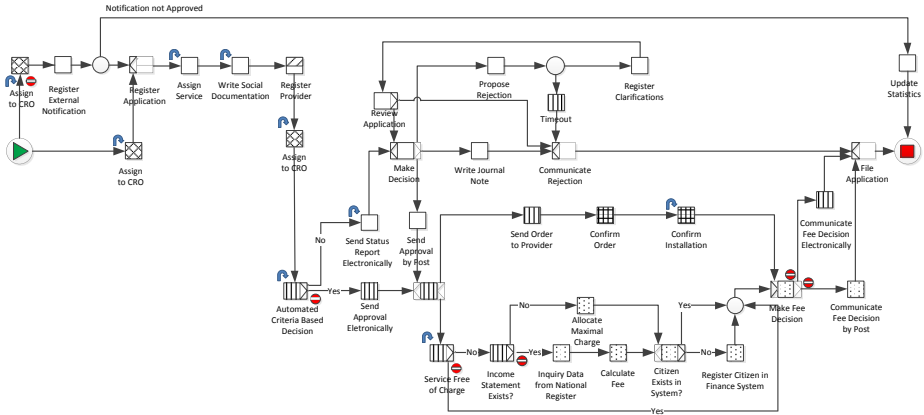 Notification not Approved
Assign
to CRO
Register
External
Notification
Register
Application
Assign
Service
Write Social
Documentation
Register
Provider
Propose
Rejection
Register
Clarifications
Update
Statistics
Review
Application
Timeout
Assign
to CRO
Assign
to CRO
Make
Decision
Write Journal
Note
Communicate
Rejection
File
Application
No
Send Status
Report
Electronically
Send
Approval
by Post
Send Order
to Provider
Confirm
Order
Confirm
Installation
Communicate
Fee Decision
Electronically
Yes
Automated
Criteria Based
Decision
Send
Approval
Eletronically
No
Allocate
Maximal
Charge
Yes
Make Fee
Decision
Communicate
Fee Decision
by Post
No
Yes
No
Service Free
of Charge
Income
Statement
Exists?
Inquiry Data
from National
Register
Calculate
Fee
Citizen
Exists in
System?
Register Citizen in
Finance System
Yes